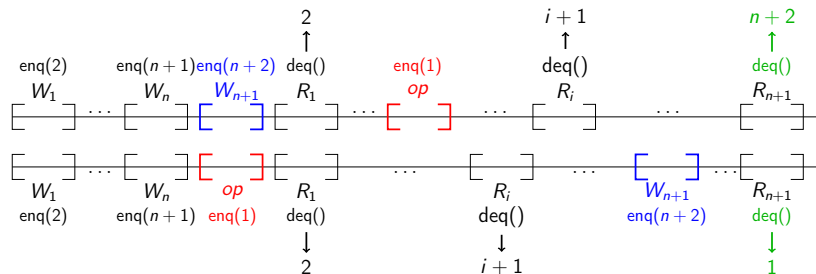 2 i + 1 n + 2
enq(2) enq(n + 1) enq(n + 2) deq() enq(1) deq() deq()
W₁ ... Wₙ Wₙ₊₁ R₁ ... op ... Rᵢ ... Rₙ₊₁
... ... ... ...
W₁ Wₙ op R₁ Rᵢ Wₙ₊₁ Rₙ₊₁
enq(2) enq(n + 1) enq(1) deq() deq() enq(n + 2) deq()
2 i + 1 1